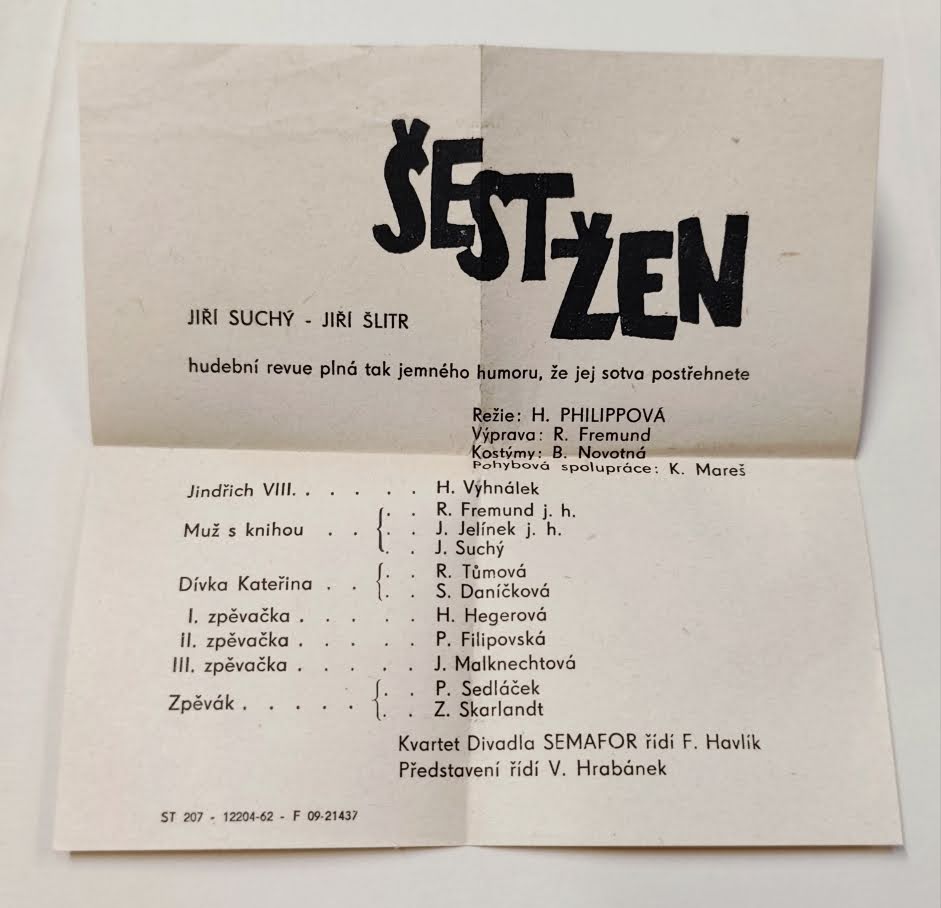 ŠEST ŽEN
JIŘÍ SUCHÝ - JIŘÍ ŠLITR
hudební revue plná tak jemného humoru, že jej sotva postřehnete
Režie: H. PHILIPPOVÁ
Výprava: R. Fremund
Kostýmy: B. Novotná
Pohybová spolupráce: K. Mareš
Jindřich VIII. . . . . . H. Vyhnálek
Muž s knihou . . { . . R. Fremund j. h.
. . J. Jelínek j. h.
. . J. Suchý
Dívka Kateřina . . { . . R. Tůmová
. . S. Daníčková
I. zpěvačka . . . . . H. Hegerová
II. zpěvačka . . . . . P. Filipovská
III. zpěvačka . . . . . J. Malknechtová
Zpěvák . . . . . { . . P. Sedláček
. . Z. Skarlandt
Kvartet Divadla SEMAFOR řídí F. Havlík
Představení řídí V. Hrabánek
ST 207 - 12204-62 - F 09-21437